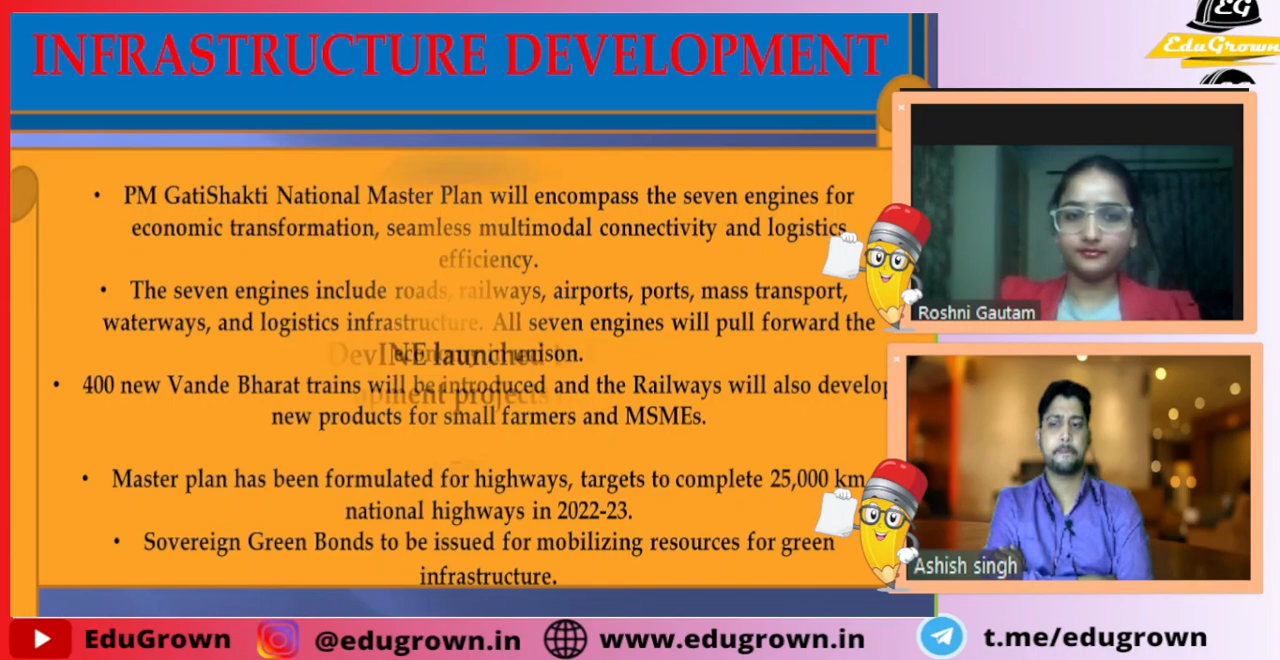 INFRASTRUCTURE DEVELOPMENT
EG
EduGrown
• PM GatiShakti National Master Plan will encompass the seven engines for
economic transformation, seamless multimodal connectivity and logistics
efficiency.
• The seven engines include roads, railways, airports, ports, mass transport,
waterways, and logistics infrastructure. All seven engines will pull forward the
unison.
DevINE launched
• 400 new Vande Bharat trains will be introduced and the Railways will also develop
projects
new products for small farmers and MSMEs.
• Master plan has been formulated for highways, targets to complete 25,000 km
national highways in 2022-23.
• Sovereign Green Bonds to be issued for mobilizing resources for green
infrastructure.
Roshni Gautam
Ashish singh
EduGrown
@edugrown.in
www.edugrown.in
t.me/edugrown